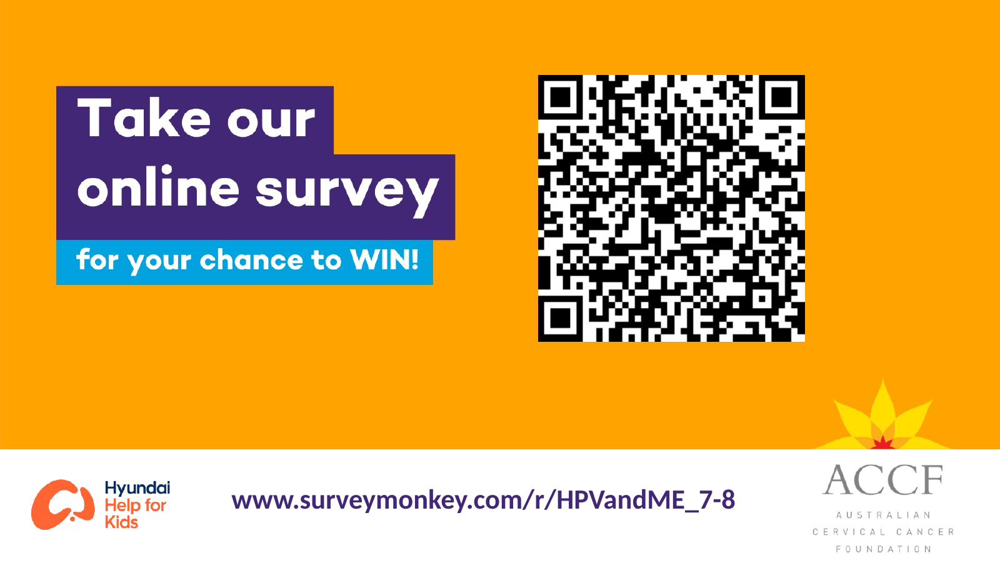 Take our
online survey
for your chance to WIN!
Hyundai
Help for
Kids
www.surveymonkey.com/r/HPVandME_7-8
ACCF
AUSTRALIAN
CERVICAL CANCER
FOUNDATION